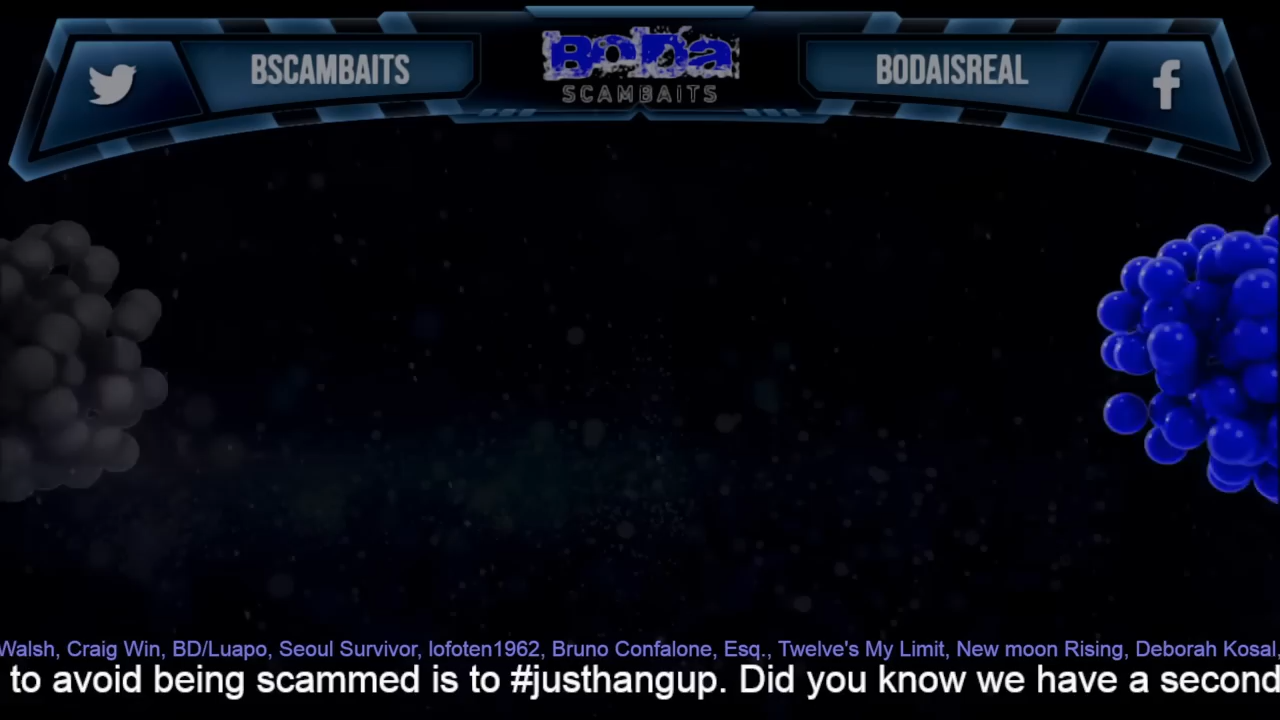 BSCAMBAITS
BoDa
SCAMBAITS
BODAISREAL
Walsh, Craig Win, BD/Luapo, Seoul Survivor, lofoten1962, Bruno Confalone, Esq., Twelve's My Limit, New moon Rising, Deborah Kosal,
to avoid being scammed is to #justhangup. Did you know we have a second